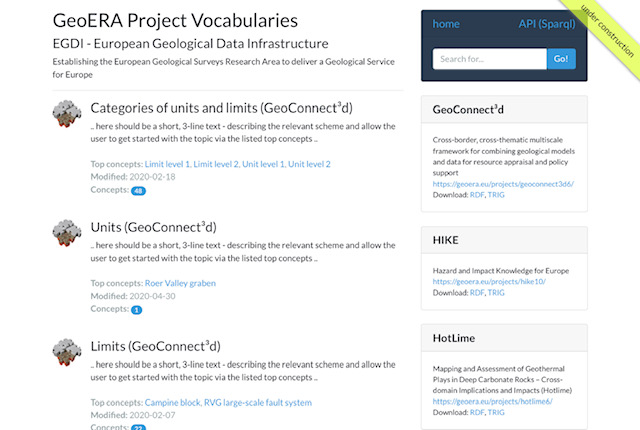 GeoERA Project Vocabularies
EGDI - European Geological Data Infrastructure
Establishing the European Geological Surveys Research Area to deliver a Geological Service
for Europe
Categories of units and limits (GeoConnect³d)
.. here should be a short, 3-line text - describing the relevant scheme and allow the
user to get started with the topic via the listed top concepts ..
Top concepts: Limit level 1, Limit level 2, Unit level 1, Unit level 2
Modified: 2020-02-18
Concepts: 48
Units (GeoConnect³d)
.. here should be a short, 3-line text - describing the relevant scheme and allow the
user to get started with the topic via the listed top concepts ..
Top concepts: Roer Valley graben
Modified: 2020-04-30
Concepts: 1
Limits (GeoConnect³d)
.. here should be a short, 3-line text - describing the relevant scheme and allow the
user to get started with the topic via the listed top concepts ..
Top concepts: Campine block, RVG large-scale fault system
Modified: 2020-02-07
Concepts:
home API (Sparql)
Search for... Go!
under construction
GeoConnect³d
Cross-border, cross-thematic multiscale
framework for combining geological models
and data for resource appraisal and policy
support
https://geoera.eu/projects/geoconnect3d6/
Download: RDF, TRIG
HIKE
Hazard and Impact Knowledge for Europe
https://geoera.eu/projects/hike10/
Download: RDF, TRIG
HotLime
Mapping and Assessment of Geothermal
Plays in Deep Carbonate Rocks – Cross-
domain Implications and Impacts (Hotlime)
https://geoera.eu/projects/hotlime6/
Download: RDF, TRIG